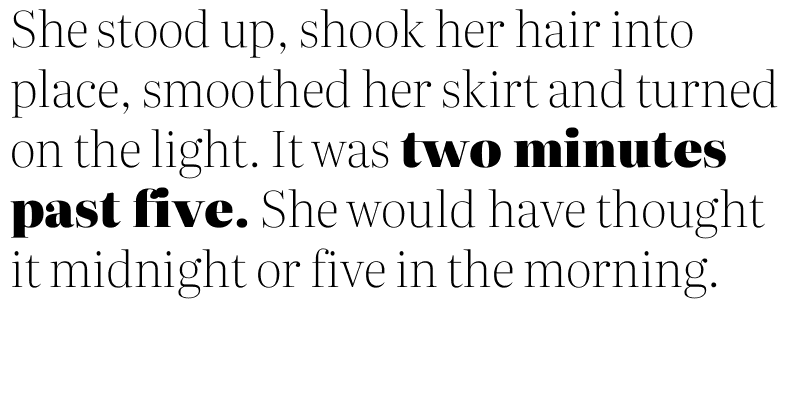 She stood up, shook her hair into
place, smoothed her skirt and turned
on the light. It was two minutes
past five. She would have thought
it midnight or five in the morning.